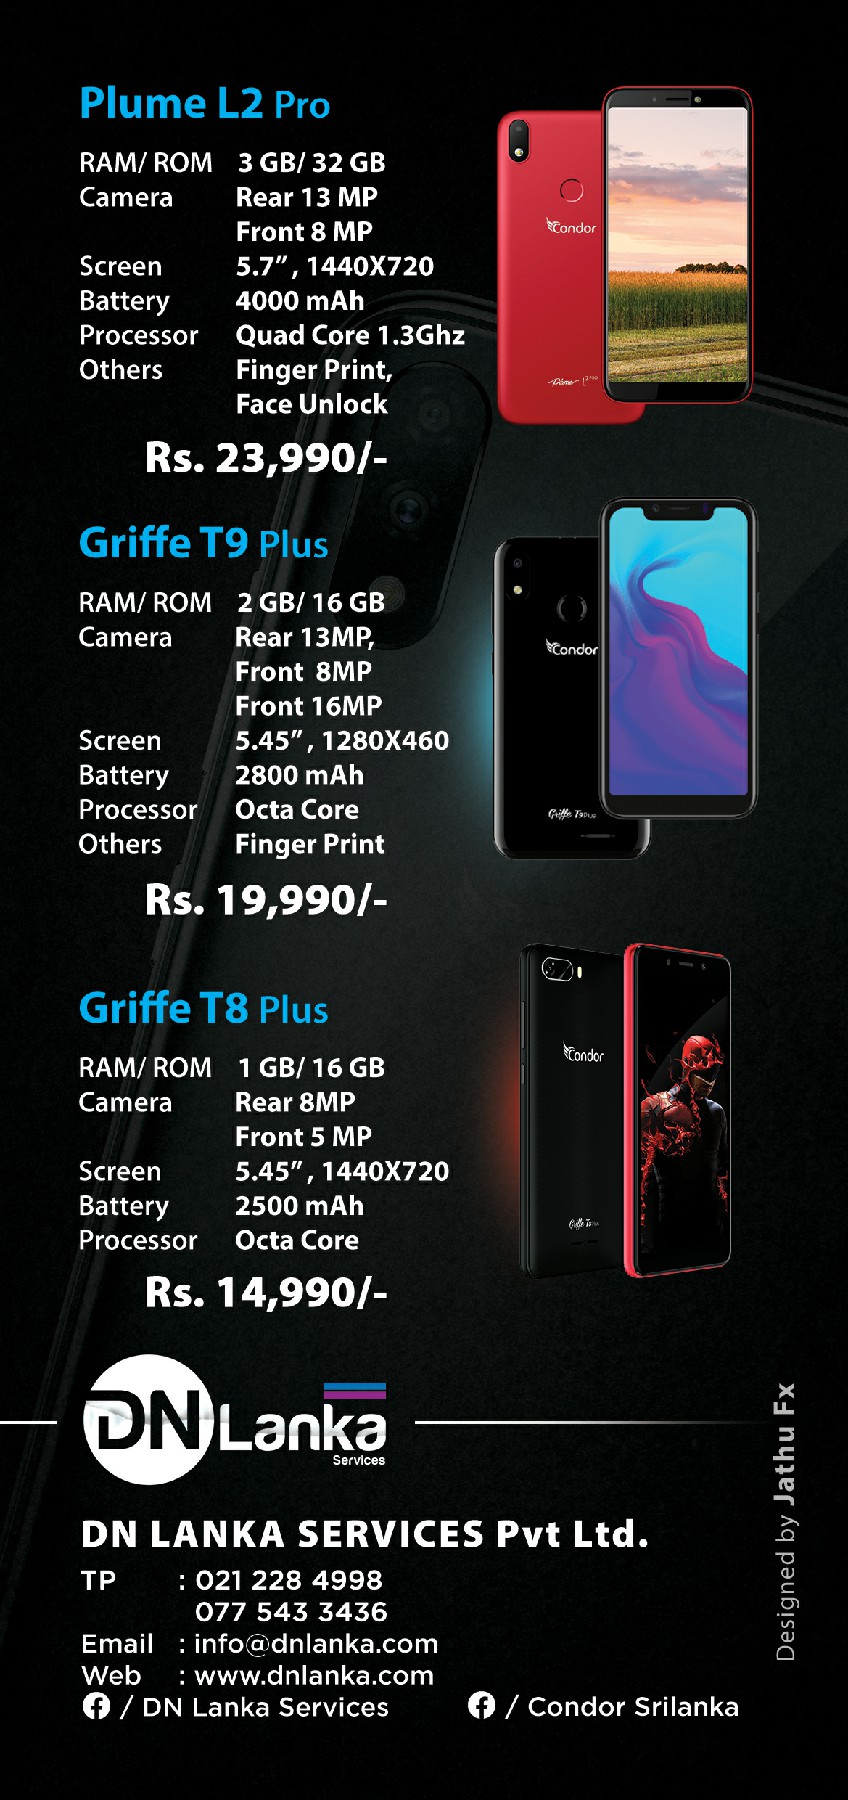 Plume L2 Pro
RAM/ ROM 3 GB/ 32 GB
Camera Rear 13 MP
Front 8 MP
Screen 5.7”, 1440X720
Battery 4000 mAh
Processor Quad Core 1.3Ghz
Others Finger Print,
Face Unlock
Rs. 23,990/-
Condor
Plume L2 Pro
Griffe T9 Plus
RAM/ ROM 2 GB/ 16 GB
Camera Rear 13MP,
Front 8MP
Front 16MP
Screen 5.45”, 1280X460
Battery 2800 mAh
Processor Octa Core
Others Finger Print
Rs. 19,990/-
Condor
Griffe T9 Plus
Griffe T8 Plus
RAM/ ROM 1 GB/ 16 GB
Camera Rear 8MP
Front 5 MP
Screen 5.45”, 1440X720
Battery 2500 mAh
Processor Octa Core
Rs. 14,990/-
Condor
DN Lanka
Services
DN LANKA SERVICES Pvt Ltd.
TP : 021 228 4998
077 543 3436
Email : info@dnlanka.com
Web : www.dnlanka.com
/ DN Lanka Services / Condor Srilanka
Designed by Jathu Fx